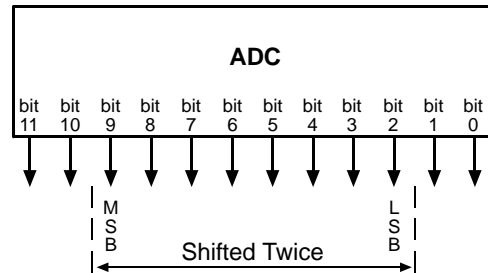 ADC
bit bit bit bit bit bit bit bit bit bit bit bit
11 10 9 8 7 6 5 4 3 2 1 0
MSB LSB
Shifted Twice